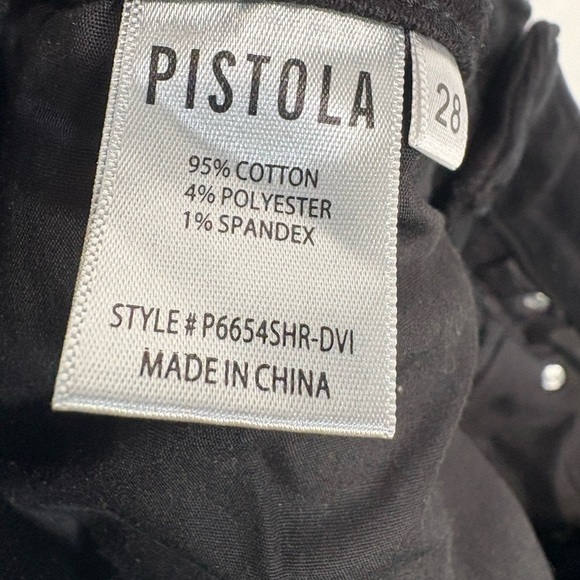 PISTOLA
28
95% COTTON
4% POLYESTER
1% SPANDEX
STYLE # P6654SHR-DVI
MADE IN CHINA